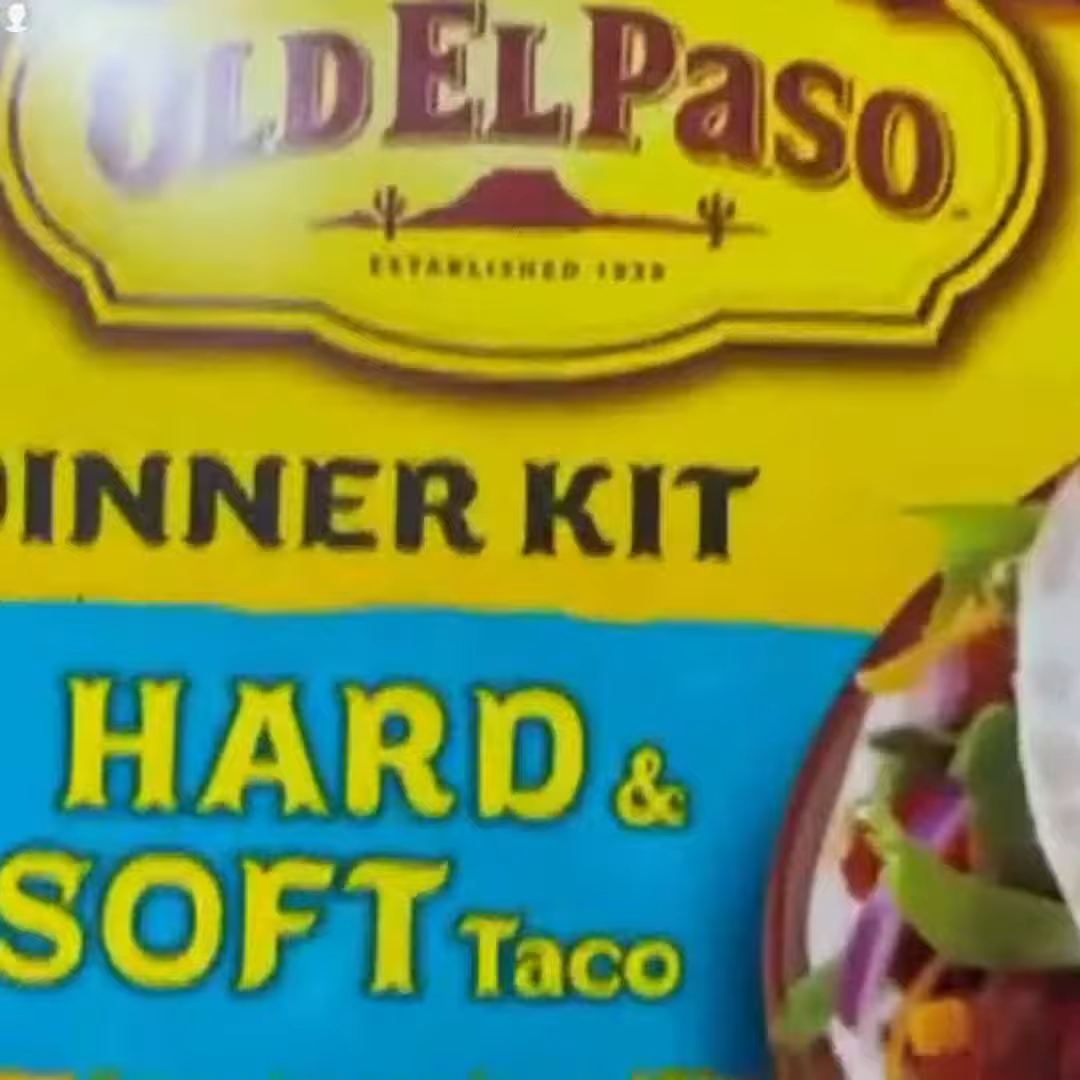 OLD EL PASO
ESTABLISHED 1938
DINNER KIT
HARD &
SOFT Taco